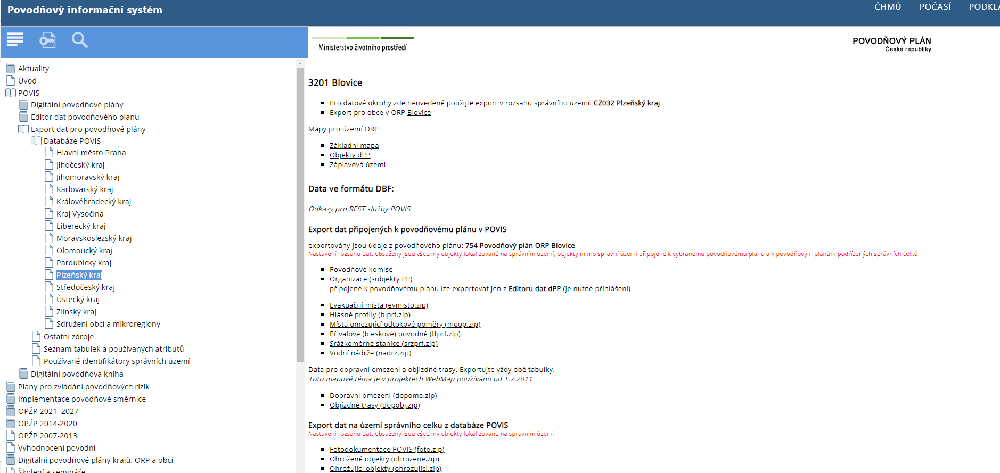 Povodňový informační systém
ČHMÚ
POČASÍ
PODKLA
Aktuality
Úvod
POVIS
Digitální povodňové plány
Editor dat povodňového plánu
Export dat pro povodňové plány
Databáze POVIS
Hlavní město Praha
Jihočeský kraj
Jihomoravský kraj
Karlovarský kraj
Královéhradecký kraj
Kraj Vysočina
Liberecký kraj
Moravskoslezský kraj
Olomoucký kraj
Pardubický kraj
Plzeňský kraj
Středočeský kraj
Ústecký kraj
Zlínský kraj
Sdružení obcí a mikroregiony
Ostatní zdroje
Seznam tabulek a používaných atributů
Používané identifikátory správních území
Digitální povodňová kniha
Plány pro zvládání povodňových rizik
Implementace povodňové směrnice
OPŽP 2021–2027
OPŽP 2014-2020
OPŽP 2007-2013
Vyhodnocení povodní
Digitální povodňové plány krajů, ORP a obcí
Školení a semináře
Ministerstvo životního prostředí
POVODŇOVÝ PLÁN
České republiky
3201 Blovice
Pro datové okruhy zde neuvedené použijte export v rozsahu správního území: CZ032 Plzeňský kraj
Export pro obce v ORP Blovice
Mapy pro území ORP
Základní mapa
Objekty dPP
Záplavová území
Data ve formátu DBF:
Odkazy pro REST služby POVIS
Export dat připojených k povodňovému plánu v POVIS
exportovány jsou údaje z povodňového plánu: 754 Povodňový plán ORP Blovice
Nastavení rozsahu dat: obsaženy jsou všechny objekty lokalizované na správním území, objekty mimo správní území připojené k vybranému povodňovému plánu a k povodňovým plánům podřízených správních celků
Povodňové komise
Organizace (subjekty PP)
připojené k povodňovému plánu lze exportovat jen z Editoru dat dPP (je nutné přihlášení)
Evakuační místa (evmisto.zip)
Hlásné profily (hlprf.zip)
Místa omezující odtokové poměry (moop.zip)
Přívalové (bleskové) povodně (ffprf.zip)
Srážkoměrné stanice (srzprf.zip)
Vodní nádrže (nadrz.zip)
Data pro dopravní omezení a objízdné trasy. Exportujte vždy obě tabulky.
Toto mapové téma je v projektech WebMap používáno od 1.7.2011
Dopravní omezení (dopome.zip)
Objízdné trasy (dopobj.zip)
Export dat na území správního celku z databáze POVIS
Nastavení rozsahu dat: obsaženy jsou všechny objekty lokalizované na správním území
Fotodokumentace POVIS (foto.zip)
Ohrožené objekty (ohrozene.zip)
Ohrožující objekty (ohrozujici.zip)